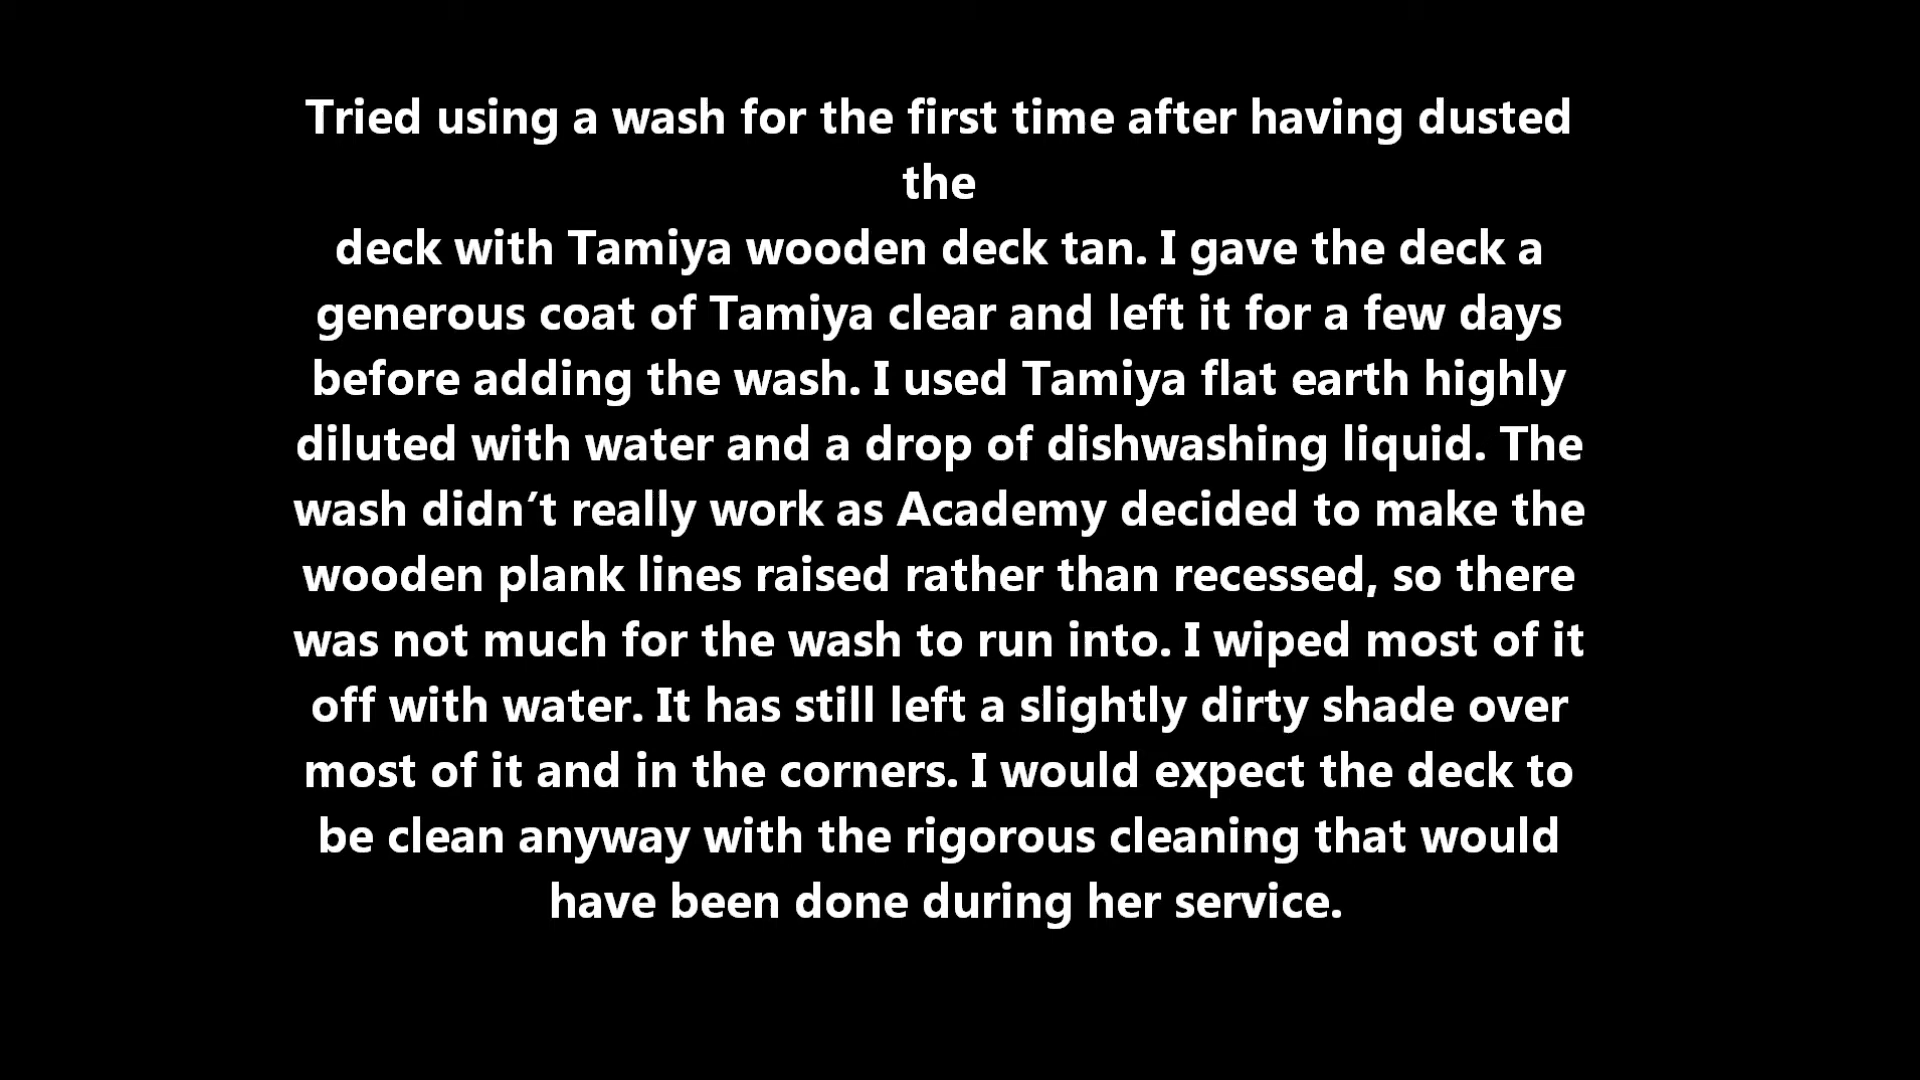 Tried using a wash for the first time after having dusted
the
deck with Tamiya wooden deck tan. I gave the deck a
generous coat of Tamiya clear and left it for a few days
before adding the wash. I used Tamiya flat earth highly
diluted with water and a drop of dishwashing liquid. The
wash didn’t really work as Academy decided to make the
wooden plank lines raised rather than recessed, so there
was not much for the wash to run into. I wiped most of it
off with water. It has still left a slightly dirty shade over
most of it and in the corners. I would expect the deck to
be clean anyway with the rigorous cleaning that would
have been done during her service.